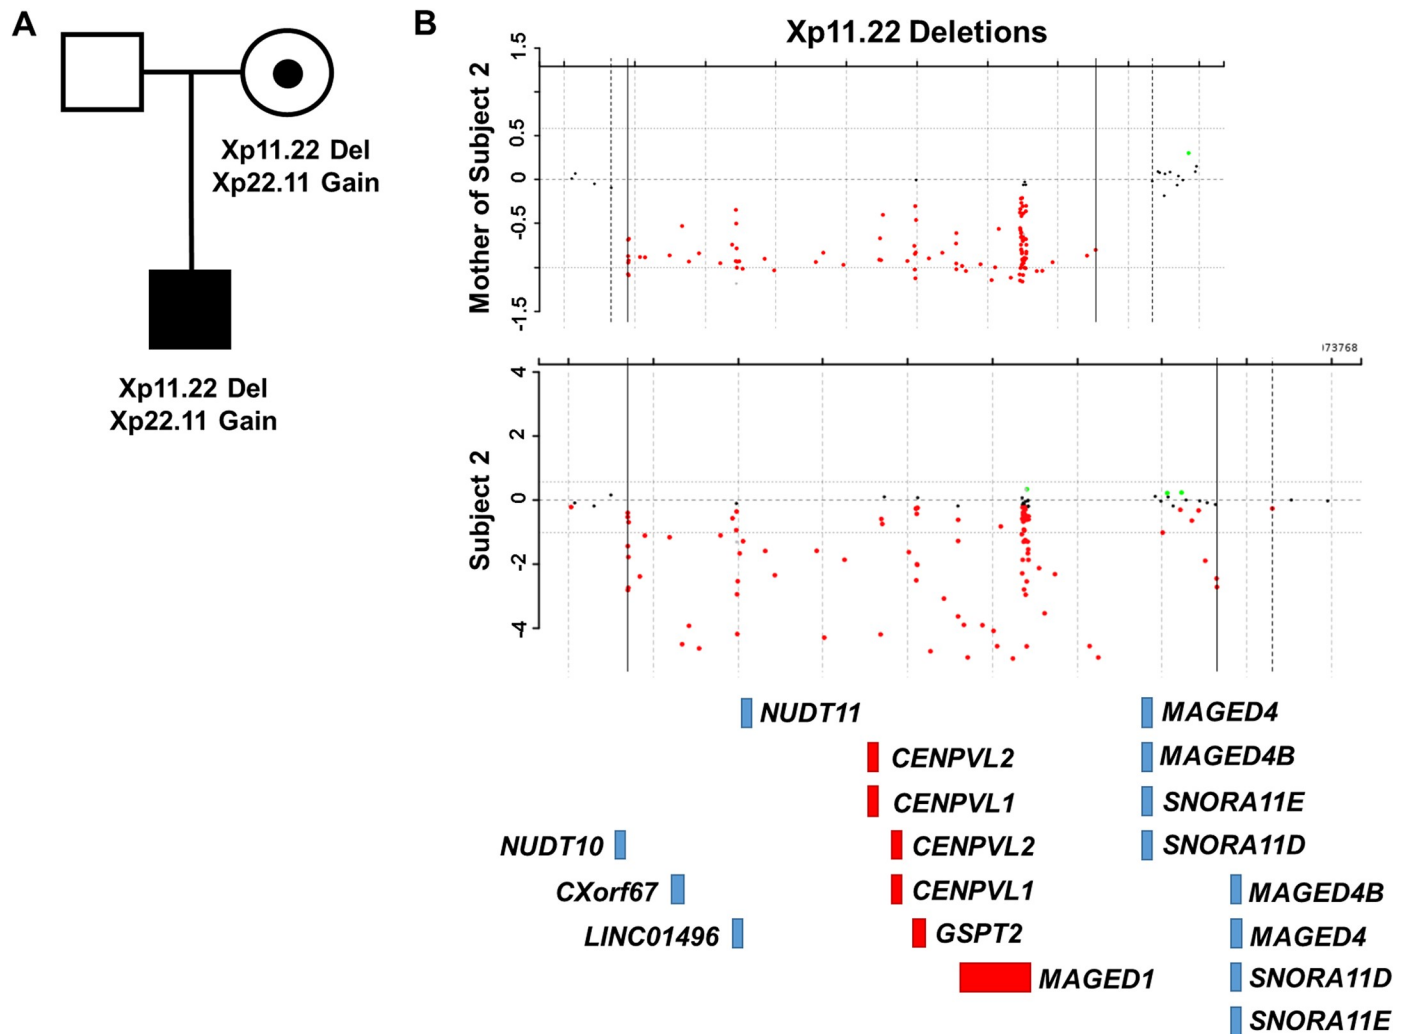 A
B
Xp11.22 Del
Xp22.11 Gain
Xp11.22 Del
Xp22.11 Gain
Xp11.22 Deletions
Mother of Subject 2
1.5
0.5
0
-0.5
-1.5
173768
Subject 2
4
2
0
-2
-4
NUDT11
MAGED4
CENPVL2
MAGED4B
CENPVL1
SNORA11E
NUDT10
CENPVL2
SNORA11D
CXorf67
CENPVL1
MAGED4B
LINC01496
GSPT2
MAGED4
MAGED1
SNORA11D
SNORA11E